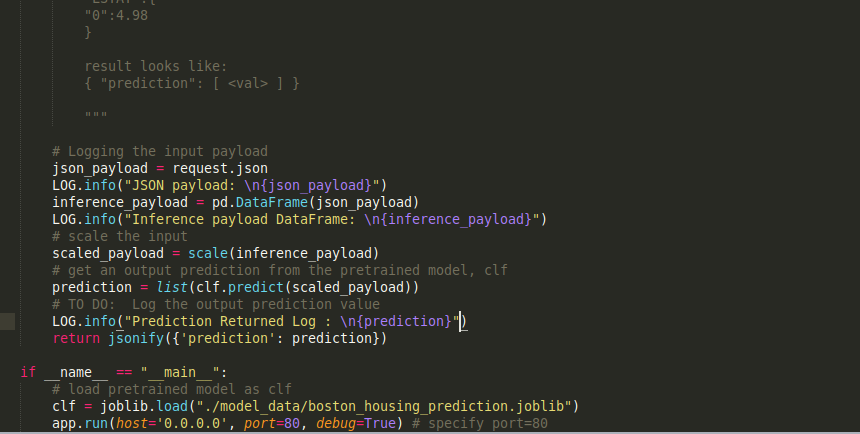 "0":4.98
}
result looks like:
{ "prediction": [ <val> ] }
"""
# Logging the input payload
json_payload = request.json
LOG.info("JSON payload: \n{json_payload}")
inference_payload = pd.DataFrame(json_payload)
LOG.info("Inference payload DataFrame: \n{inference_payload}")
# scale the input
scaled_payload = scale(inference_payload)
# get an output prediction from the pretrained model, clf
prediction = list(clf.predict(scaled_payload))
# TO DO:  Log the output prediction value
LOG.info("Prediction Returned Log : \n{prediction}")
return jsonify({'prediction': prediction})
if __name__ == "__main__":
# load pretrained model as clf
clf = joblib.load("./model_data/boston_housing_prediction.joblib")
app.run(host='0.0.0.0', port=80, debug=True) # specify port=80